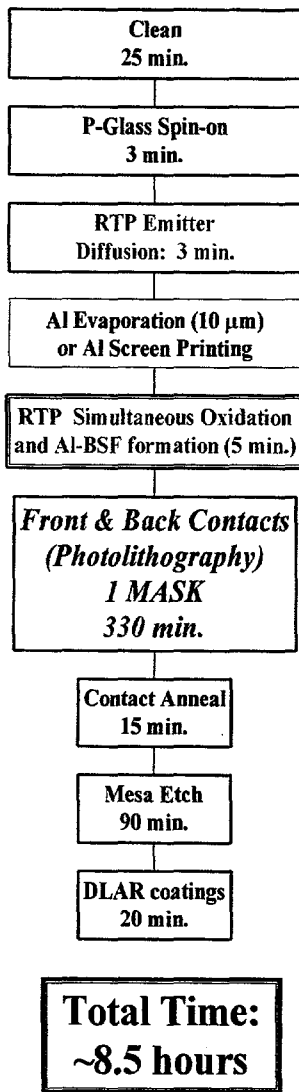 Clean
25 min.
P-Glass Spin-on
3 min.
RTP Emitter
Diffusion: 3 min.
Al Evaporation (10 μm)
or Al Screen Printing
RTP Simultaneous Oxidation
and Al-BSF formation (5 min.)
Front & Back Contacts
(Photolithography)
1 MASK
330 min.
Contact Anneal
15 min.
Mesa Etch
90 min.
DLAR coatings
20 min.
Total Time:
~8.5 hours